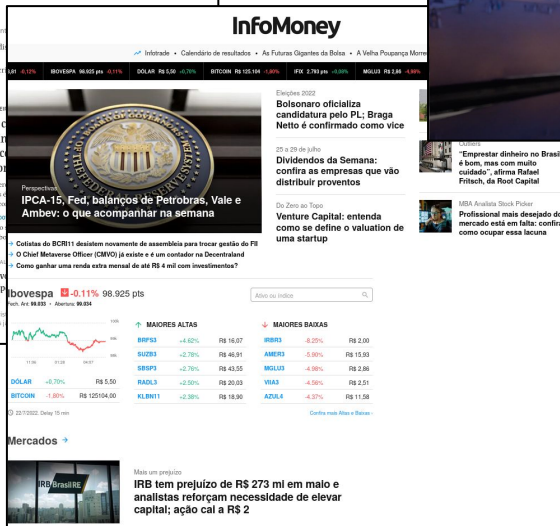 InfoMoney
Infotrade • Calendário de resultados • As Futuras Gigantes da Bolsa • A Velha Poupança
-0,12% IBOVESPA 98.925 pts -0,11% DÓLAR R$ 5,50 +0,70% BITCOIN R$ 125.104 -1,80% IFIX 2.793 pts MGLU3 R$ 2,86 -4,98%
Perspectivas
IPCA-15, Fed, balanços de Petrobras, Vale e
Ambev: o que acompanhar na semana
Cotistas do BCRI11 desistem novamente de assembleia para trocar gestão do FII
O Chief Metaverse Officer (CMVO) já existe e é um contador na Decentraland
Como ganhar uma renda extra mensal de até R$ 4 mil com investimentos?
Eleições 2022
Bolsonaro oficializa
candidatura pelo PL; Braga
Netto é confirmado como vice
25 a 29 de julho
Dividendos da Semana:
confira as empresas que vão
distribuir proventos
Do Zero ao Topo
Venture Capital: entenda
como se define o valuation de
uma startup
Outliers
"Emprestar dinheiro no Brasil
é bom, mas com muito
cuidado", afirma Rafael
Fritsch, da Root Capital
MBA Analista Stock Picker
Profissional mais desejado do
mercado está em falta: confira
como ocupar essa lacuna
Ibovespa -0.11% 98.925 pts
Fech. Ant: 99.033 • Abertura: 99.034
Ativo ou índice
DÓLAR +0,70% R$ 5,50
BITCOIN -1,80% R$ 125104,00
22/7/2022. Delay 15 min
MAIORES ALTAS
BRFS3 +4.62% R$ 16,07
SUZB3 +2.78% R$ 46,91
SBSP3 +2.76% R$ 43,55
RADL3 +2.50% R$ 20,03
KLBN11 +2.38% R$ 18,90
MAIORES BAIXAS
IRBR3 -8.25% R$ 2,00
AMER3 -5.90% R$ 15,93
MGLU3 -4.98% R$ 2,86
VIIA3 -4.56% R$ 2,51
AZUL4 -4.37% R$ 11,58
Confira mais Altas e Baixas
Mercados
IRB Brasil RE
Mais um prejuízo
IRB tem prejuízo de R$ 273 mi em maio e
analistas reforçam necessidade de elevar
capital; ação cai a R$ 2